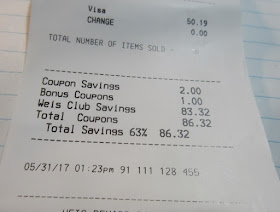 Visa 50.19
CHANGE 0.00
TOTAL NUMBER OF ITEMS SOLD -
Coupon Savings 2.00
Bonus Coupons 1.00
Weis Club Savings 83.32
Total Coupons 86.32
Total Savings 63% 86.32
05/31/17 01:23pm 91 111 128 455